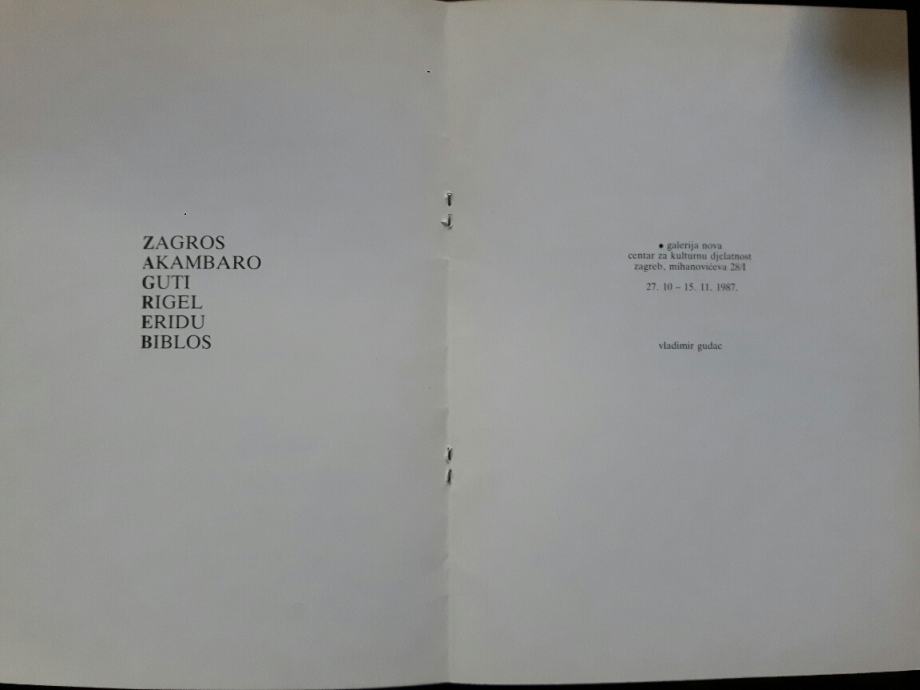 ZAGROS
AKAMBARO
GUTI
RIGEL
ERIDU
BIBLOS
• galerija nova
centar za kulturnu djelatnost
zagreb, mihanovićeva 28/I
27. 10 – 15. 11. 1987.
vladimir gudac